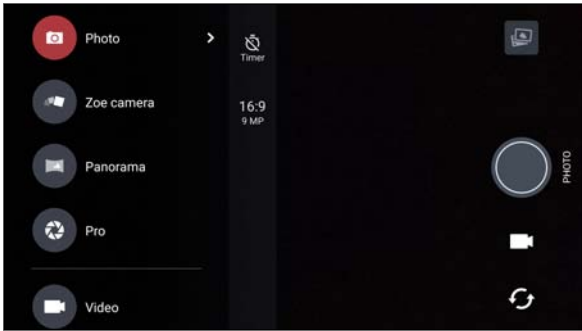 Photo
Zoe camera
Panorama
Pro
Video
Timer
16:9
9 MP
PHOTO